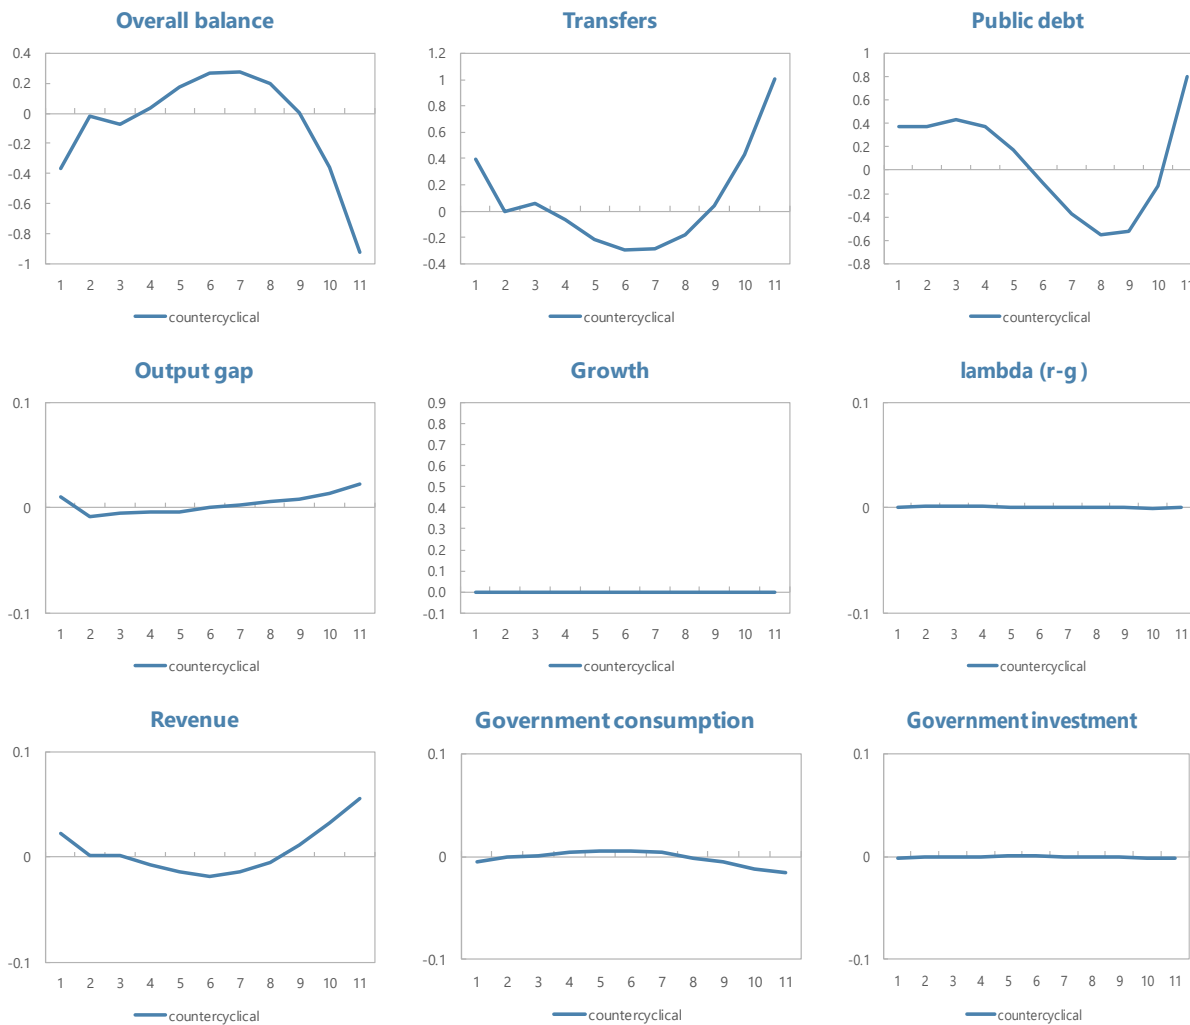 Overall balance
0.4
0.2
0
-0.2
-0.4
-0.6
-0.8
-1
1 2 3 4 5 6 7 8 9 10 11
countercyclical
Transfers
1.2
1
0.8
0.6
0.4
0.2
0
-0.2
-0.4
1 2 3 4 5 6 7 8 9 10 11
countercyclical
Public debt
1
0.8
0.6
0.4
0.2
0
-0.2
-0.4
-0.6
-0.8
1 2 3 4 5 6 7 8 9 10 11
countercyclical
Output gap
0.1
0
-0.1
1 2 3 4 5 6 7 8 9 10 11
countercyclical
Growth
0.9
0.8
0.7
0.6
0.5
0.4
0.3
0.2
0.1
0.0
-0.1
1 2 3 4 5 6 7 8 9 10 11
countercyclical
lambda (r-g)
0.1
0
-0.1
1 2 3 4 5 6 7 8 9 10 11
countercyclical
Revenue
0.1
0
-0.1
1 2 3 4 5 6 7 8 9 10 11
countercyclical
Government consumption
0.1
0
-0.1
1 2 3 4 5 6 7 8 9 10 11
countercyclical
Government investment
0.1
0
-0.1
1 2 3 4 5 6 7 8 9 10 11
countercyclical